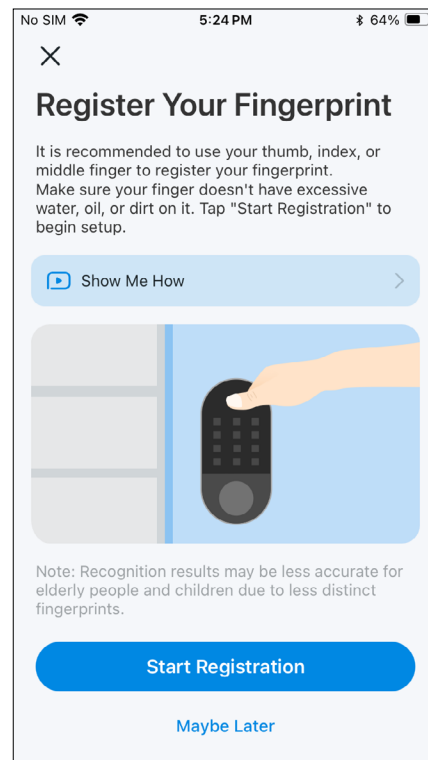 No SIM 5:24 PM 64%
Register Your Fingerprint
It is recommended to use your thumb, index, or
middle finger to register your fingerprint.
Make sure your finger doesn't have excessive
water, oil, or dirt on it. Tap "Start Registration" to
begin setup.
Show Me How
Note: Recognition results may be less accurate for
elderly people and children due to less distinct
fingerprints.
Start Registration
Maybe Later